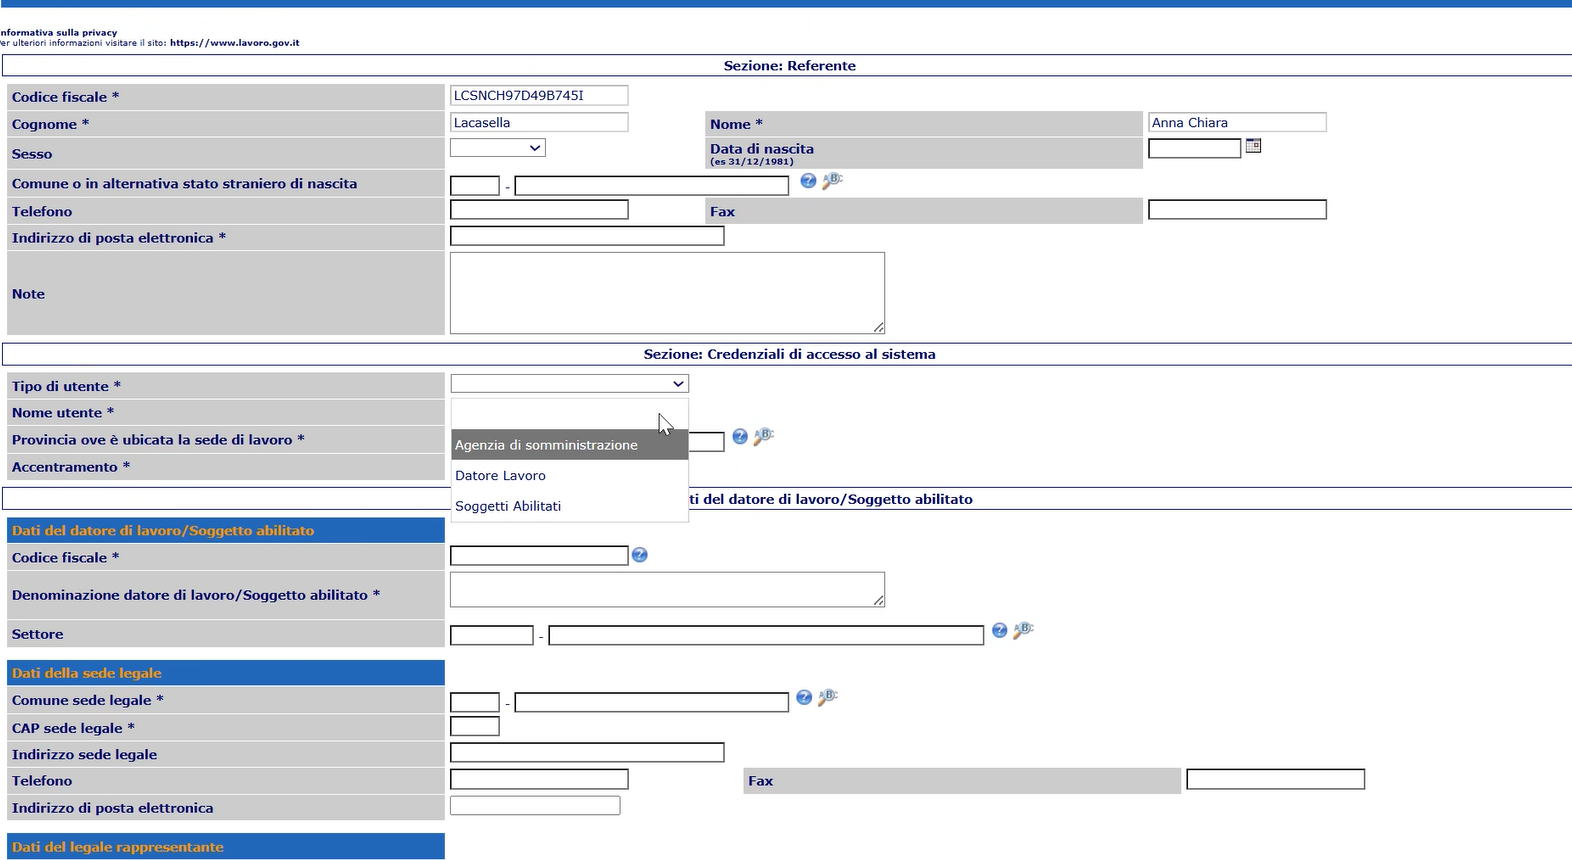 nformativa sulla privacy
er ulteriori informazioni visitare il sito: https://www.lavoro.gov.it
Sezione: Referente
Codice fiscale * LCSNCH97D49B745I
Cognome * Lacasella Nome * Anna Chiara
Sesso Data di nascita
(es 31/12/1981)
Comune o in alternativa stato straniero di nascita -
Telefono Fax
Indirizzo di posta elettronica *
Note
Sezione: Credenziali di accesso al sistema
Tipo di utente *
Nome utente *
Provincia ove è ubicata la sede di lavoro *
Agenzia di somministrazione
Accentramento *
Datore Lavoro
ti del datore di lavoro/Soggetto abilitato
Soggetti Abilitati
Dati del datore di lavoro/Soggetto abilitato
Codice fiscale *
Denominazione datore di lavoro/Soggetto abilitato *
Settore -
Dati della sede legale
Comune sede legale * -
CAP sede legale *
Indirizzo sede legale
Telefono Fax
Indirizzo di posta elettronica
Dati del legale rappresentante